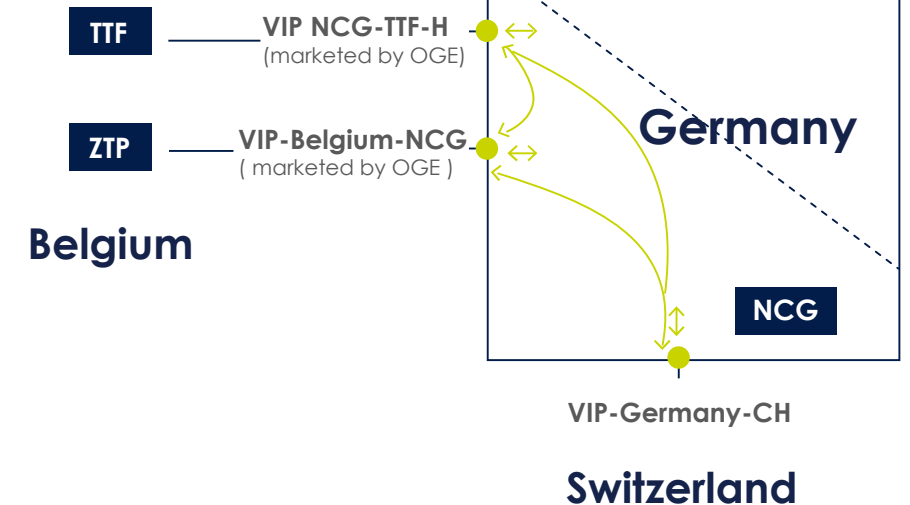 TTF
VIP NCG-TTF-H
(marketed by OGE)
Germany
ZTP
VIP-Belgium-NCG
( marketed by OGE )
Belgium
NCG
VIP-Germany-CH
Switzerland